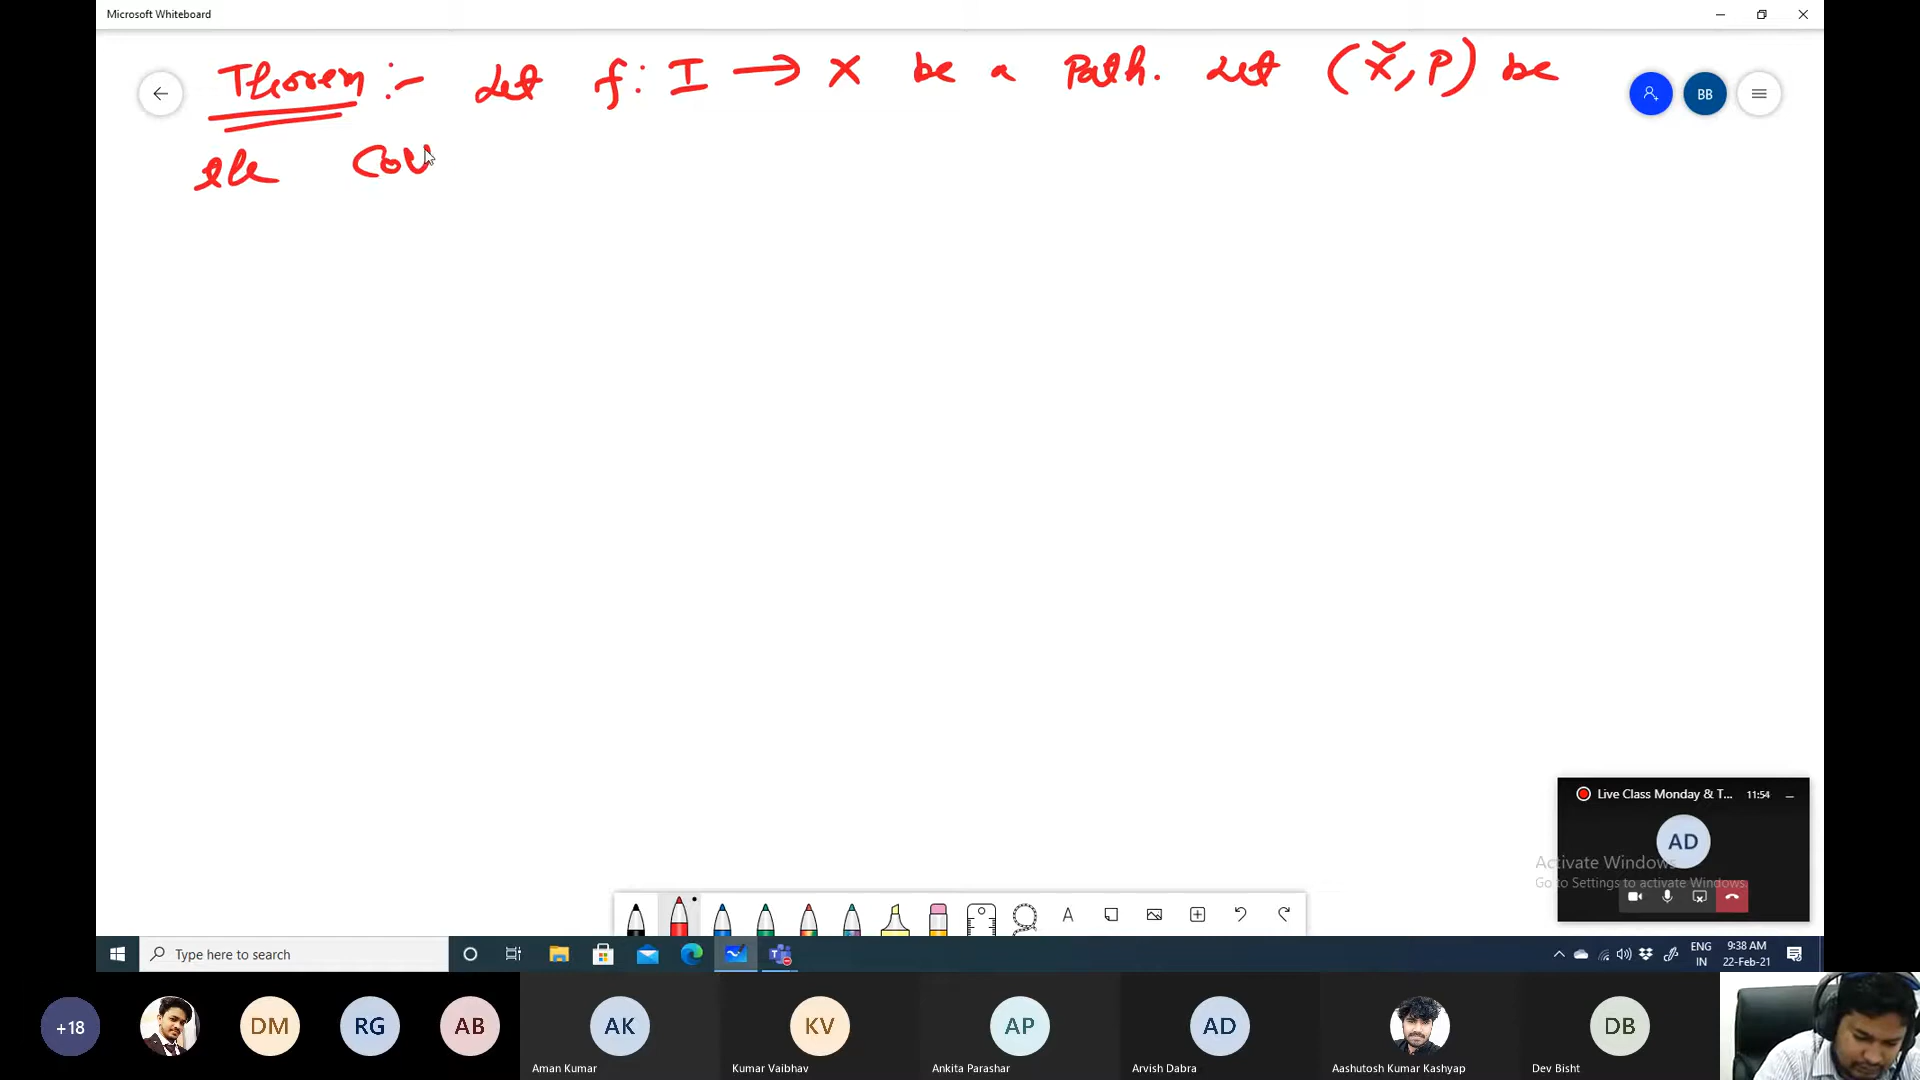 Microsoft Whiteboard
Theorem :- Let f: I → X be a Path. Let (X̃, P) be
the Cov
BB
Live Class Monday & T... 11:54
AD
Activate Windows
Go to Settings to activate Windows.
A
Type here to search
ENG
IN
9:38 AM
22-Feb-21
+18
DM
RG
AB
AK
KV
AP
AD
DB
Aman Kumar
Kumar Vaibhav
Ankita Parashar
Arvish Dabra
Aashutosh Kumar Kashyap
Dev Bisht